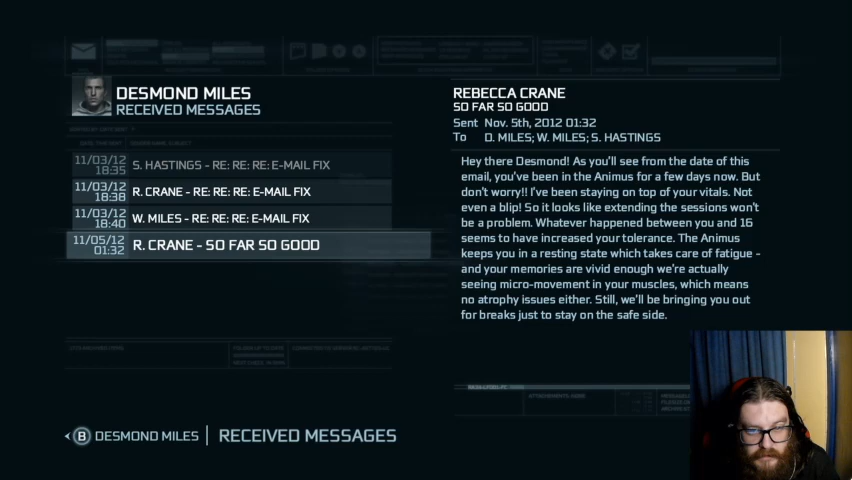 DESMOND MILES
RECEIVED MESSAGES
11/03/12
18:35
S. HASTINGS - RE: RE: RE: E-MAIL FIX
11/03/12
18:38
R. CRANE - RE: RE: RE: E-MAIL FIX
11/03/12
18:40
W. MILES - RE: RE: RE: E-MAIL FIX
11/05/12
01:32
R. CRANE - SO FAR SO GOOD
REBECCA CRANE
SO FAR SO GOOD
Sent Nov. 5th, 2012 01:32
To D. MILES; W. MILES; S. HASTINGS
Hey there Desmond! As you'll see from the date of this
email, you've been in the Animus for a few days now. But
don't worry!! I've been staying on top of your vitals. Not
even a blip! So it looks like extending the sessions won't
be a problem. Whatever happened between you and 16
seems to have increased your tolerance. The Animus
keeps you in a resting state which takes care of fatigue -
and your memories are vivid enough we're actually
seeing micro-movement in your muscles, which means
no atrophy issues either. Still, we'll be bringing you out
for breaks just to stay on the safe side.
ATTACHMENTS: NONE
B DESMOND MILES | RECEIVED MESSAGES